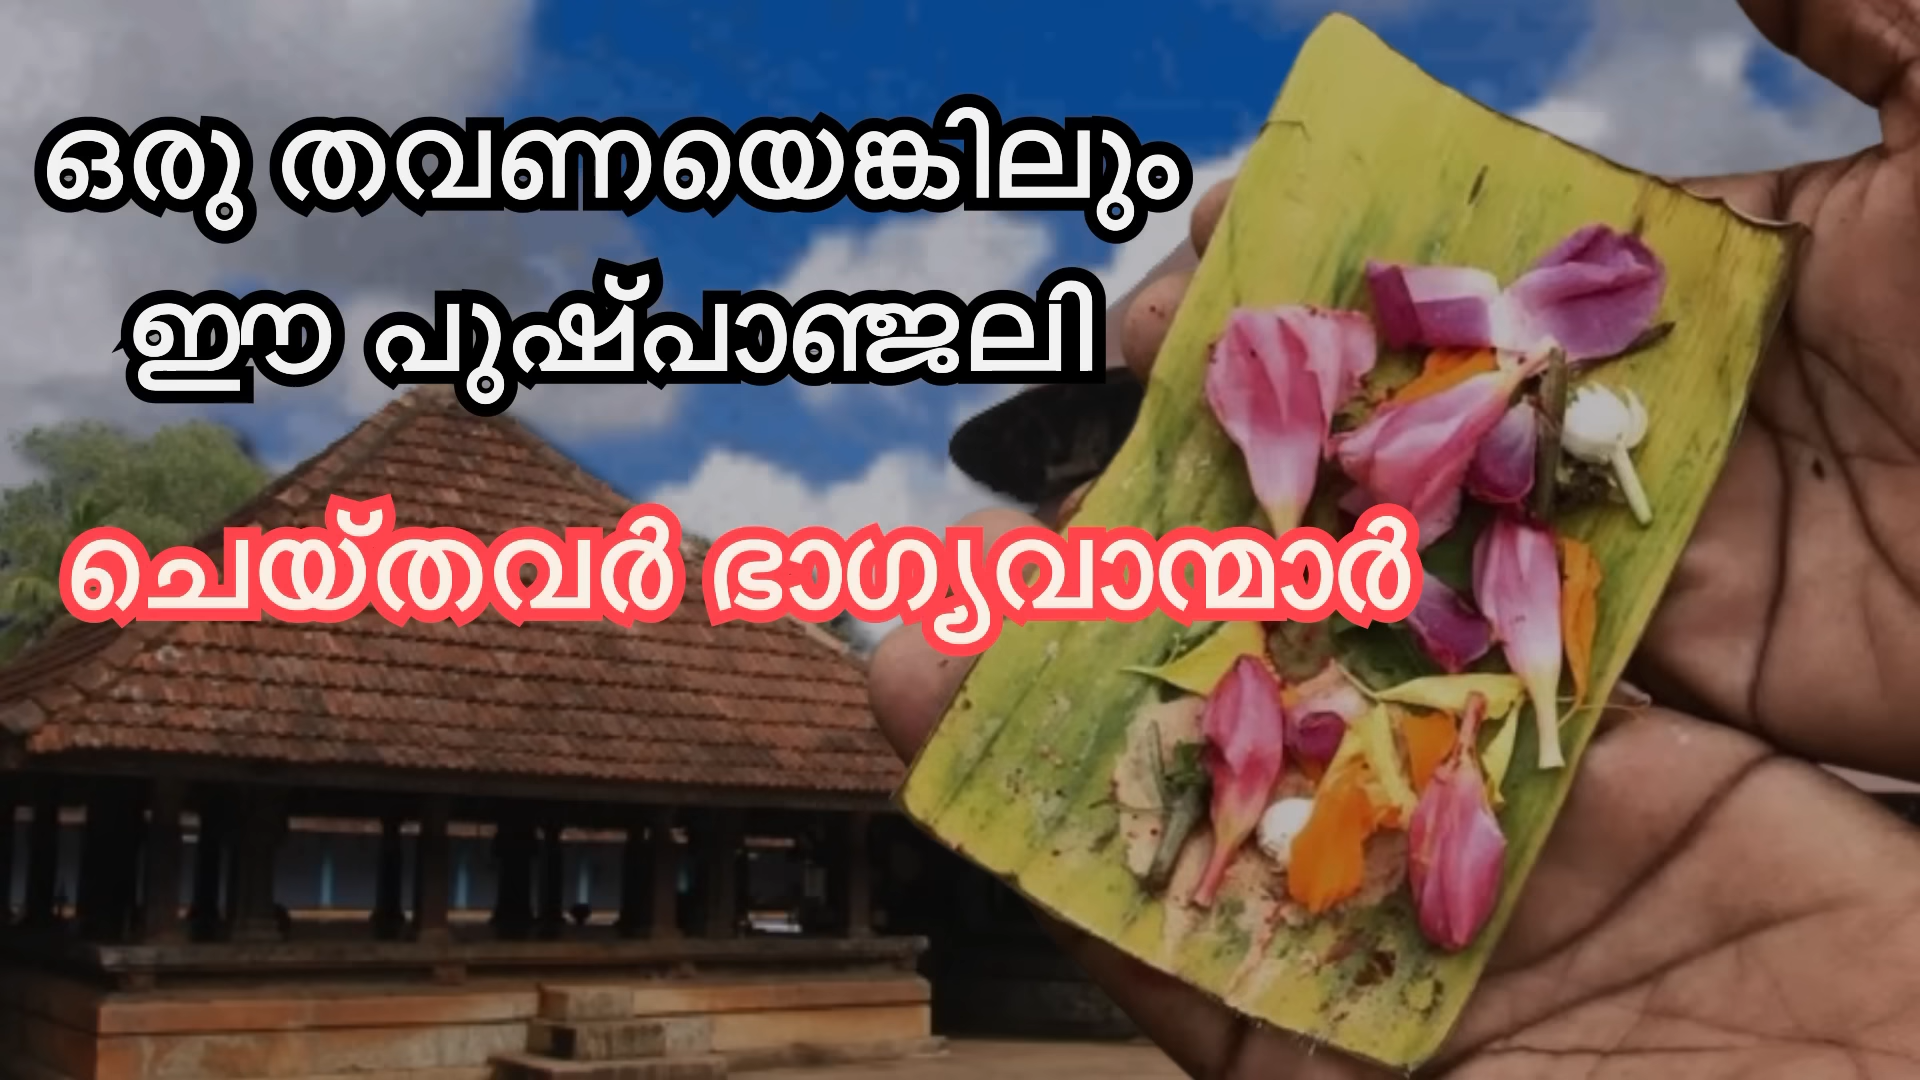 ഒരു തവണയെങ്കിലും
ഈ പുഷ്പാഞ്ജലി
ചെയ്തവർ ഭാഗ്യവാന്മാർ